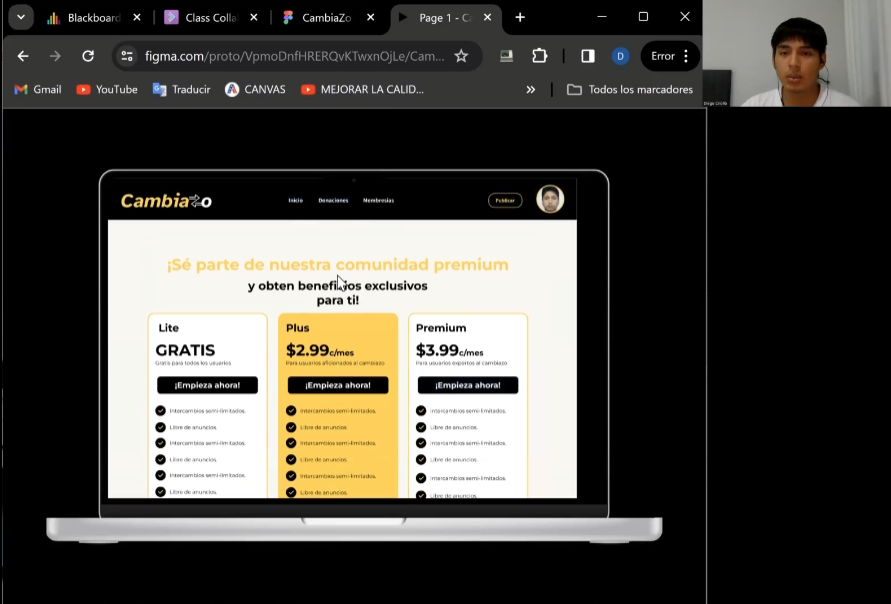 Blackboard
Class Colla
CambiaZo
Page 1 - Ca
figma.com/proto/VpmoDnfHRERQvKTwxnOjLe/Cam...
D
Error
Gmail
YouTube
Traducir
CANVAS
MEJORAR LA CALID...
Todos los marcadores
CambiaZo
Inicio
Donaciones
Membresias
Publicar
¡Sé parte de nuestra comunidad premium
y obten beneficios exclusivos
para ti!
Lite
GRATIS
Gratis para todos los usuarios
¡Empieza ahora!
Intercambios semi-limitados.
Libre de anuncios.
Intercambios semi-limitados.
Libre de anuncios.
Intercambios semi-limitados.
Libre de anuncios.
Plus
$2.99c/mes
Para usuarios aficionados al cambiazo
¡Empieza ahora!
Intercambios semi-limitados.
Libre de anuncios.
Intercambios semi-limitados.
Libre de anuncios.
Intercambios semi-limitados.
Libre de anuncios.
Premium
$3.99c/mes
Para usuarios expertos al cambiazo
¡Empieza ahora!
Intercambios semi-limitados.
Libre de anuncios.
Intercambios semi-limitados.
Libre de anuncios.
Intercambios semi-limitados.
Libre de anuncios.